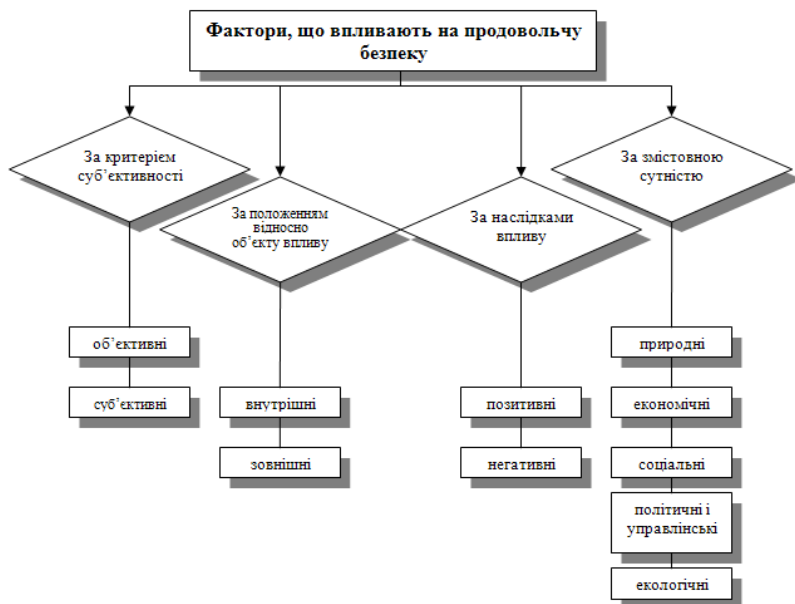 Фактори, що впливають на продовольчу
безпеку
За критерієм
суб’єктивності
За положенням
відносно
об’єкту впливу
За наслідками
впливу
За змістовною
сутністю
об’єктивні
суб’єктивні
внутрішні
зовнішні
позитивні
негативні
природні
економічні
соціальні
політичні і
управлінські
екологічні